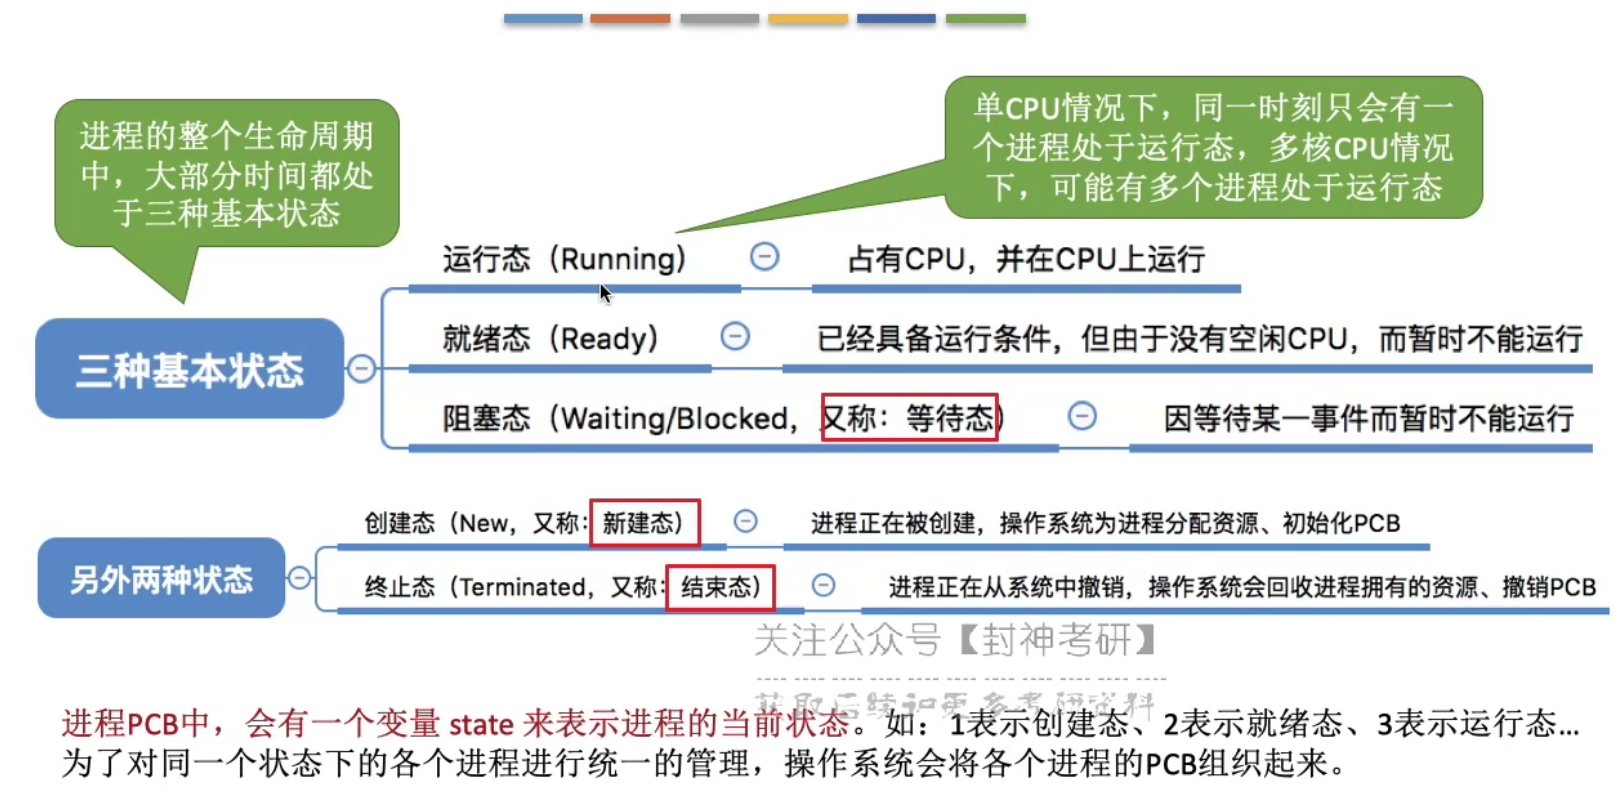 进程的整个生命周期
中，大部分时间都处
于三种基本状态
单CPU情况下，同一时刻只会有一
个进程处于运行态，多核CPU情况
下，可能有多个进程处于运行态
三种基本状态
运行态（Running） 占有CPU，并在CPU上运行
就绪态（Ready） 已经具备运行条件，但由于没有空闲CPU，而暂时不能运行
阻塞态（Waiting/Blocked，又称：等待态） 因等待某一事件而暂时不能运行
另外两种状态
创建态（New，又称：新建态） 进程正在被创建，操作系统为进程分配资源、初始化PCB
终止态（Terminated，又称：结束态） 进程正在从系统中撤销，操作系统会回收进程拥有的资源、撤销PCB
关注公众号【封神考研】
获取后续和更多考研资料
进程PCB中，会有一个变量 state 来表示进程的当前状态。如：1表示创建态、2表示就绪态、3表示运行态...
为了对同一个状态下的各个进程进行统一的管理，操作系统会将各个进程的PCB组织起来。